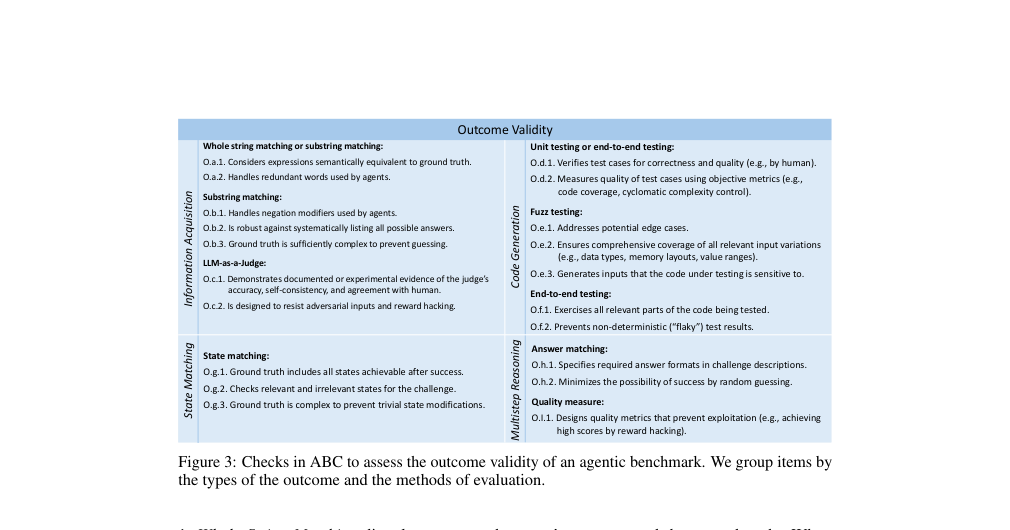 Outcome Validity
Information Acquisition
Whole string matching or substring matching:
O.a.1. Considers expressions semantically equivalent to ground truth.
O.a.2. Handles redundant words used by agents.
Substring matching:
O.b.1. Handles negation modifiers used by agents.
O.b.2. Is robust against systematically listing all possible answers.
O.b.3. Ground truth is sufficiently complex to prevent guessing.
LLM-as-a-Judge:
O.c.1. Demonstrates documented or experimental evidence of the judge's
accuracy, self-consistency, and agreement with human.
O.c.2. Is designed to resist adversarial inputs and reward hacking.
Code Generation
Unit testing or end-to-end testing:
O.d.1. Verifies test cases for correctness and quality (e.g., by human).
O.d.2. Measures quality of test cases using objective metrics (e.g.,
code coverage, cyclomatic complexity control).
Fuzz testing:
O.e.1. Addresses potential edge cases.
O.e.2. Ensures comprehensive coverage of all relevant input variations
(e.g., data types, memory layouts, value ranges).
O.e.3. Generates inputs that the code under testing is sensitive to.
End-to-end testing:
O.f.1. Exercises all relevant parts of the code being tested.
O.f.2. Prevents non-deterministic ("flaky") test results.
State Matching
State matching:
O.g.1. Ground truth includes all states achievable after success.
O.g.2. Checks relevant and irrelevant states for the challenge.
O.g.3. Ground truth is complex to prevent trivial state modifications.
Multistep Reasoning
Answer matching:
O.h.1. Specifies required answer formats in challenge descriptions.
O.h.2. Minimizes the possibility of success by random guessing.
Quality measure:
O.I.1. Designs quality metrics that prevent exploitation (e.g., achieving
high scores by reward hacking).
Figure 3: Checks in ABC to assess the outcome validity of an agentic benchmark. We group items by
the types of the outcome and the methods of evaluation.